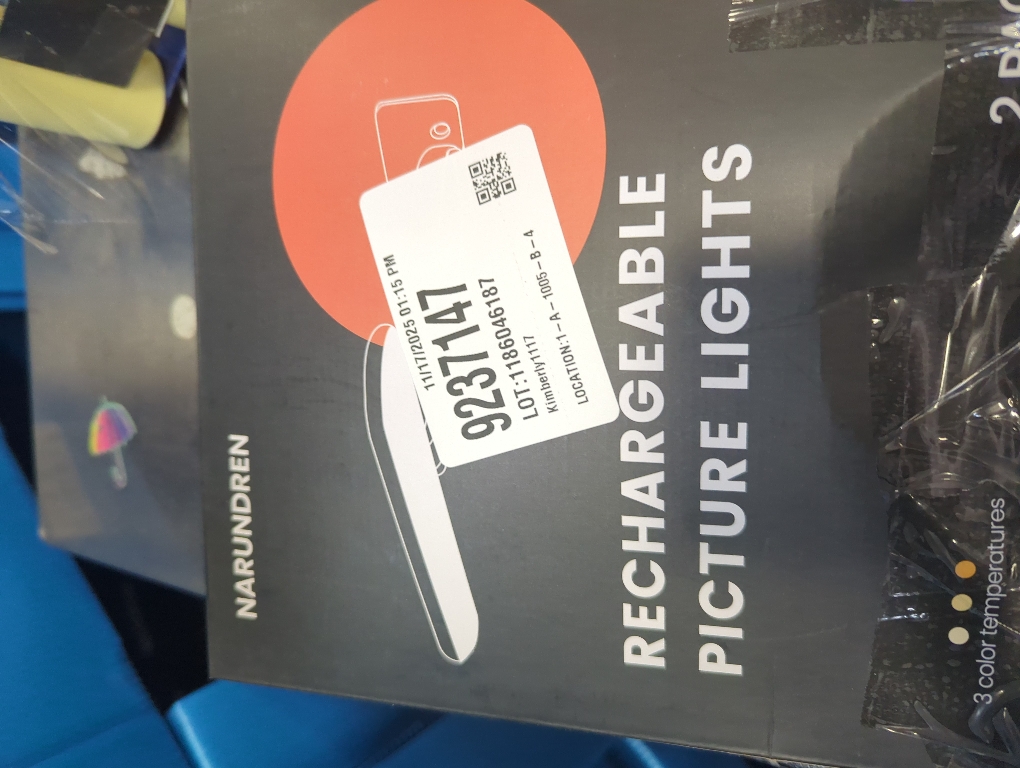 NARUNDREN
11/17/2025 01:15 PM
9237147
LOT:1186046187
Kimberly1117
LOCATION:1-A-1005-B-4
RECHARGEABLE
PICTURE LIGHTS
3 color temperatures
2